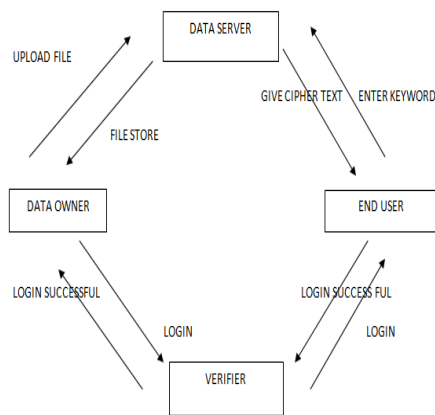 DATA SERVER
UPLOAD FILE
GIVE CIPHER TEXT
ENTER KEYWORD
FILE STORE
DATA OWNER
END USER
LOGIN SUCCESSFUL
LOGIN SUCCESS FUL
LOGIN
LOGIN
VERIFIER